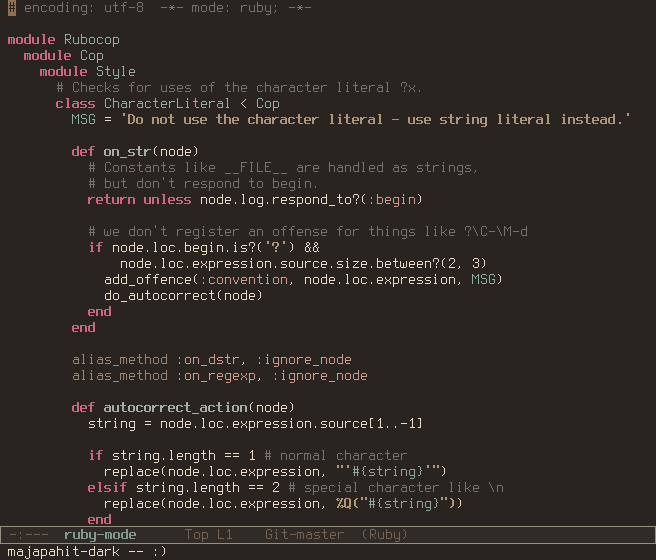 # encoding: utf-8  -*- mode: ruby; -*-

module Rubocop
  module Cop
    module Style
      # Checks for uses of the character literal ?x.
      class CharacterLiteral < Cop
        MSG = 'Do not use the character literal - use string literal instead.'

        def on_str(node)
          # Constants like __FILE__ are handled as strings,
          # but don't respond to begin.
          return unless node.log.respond_to?(:begin)

          # we don't register an offense for things like ?\C-\M-d
          if node.loc.begin.is?('?') &&
              node.loc.expression.source.size.between?(2, 3)
            add_offence(:convention, node.loc.expression, MSG)
            do_autocorrect(node)
          end
        end

        alias_method :on_dstr, :ignore_node
        alias_method :on_regexp, :ignore_node

        def autocorrect_action(node)
          string = node.loc.expression.source[1..-1]

          if string.length == 1 # normal character
            replace(node.loc.expression, "'#{string}'")
          elsif string.length == 2 # special character like \n
            replace(node.loc.expression, %Q("#{string}"))
          end
-:---  ruby-mode      Top L1    Git-master  (Ruby)
majapahit-dark -- :)